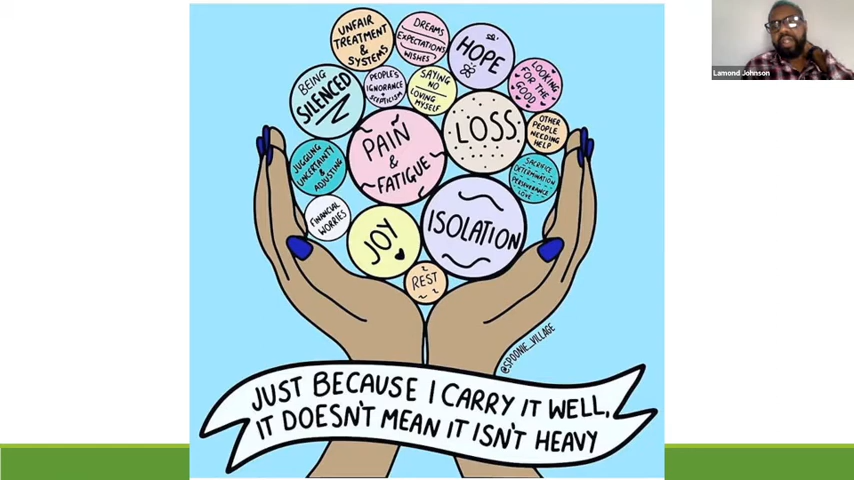 UNFAIR
TREATMENT
&
SYSTEMS
DREAMS
EXPECTATIONS
WISHES
HOPE
LOOKING
FOR THE
GOOD
BEING
SILENCED
PEOPLE'S
IGNORANCE
+
SCEPTICISM
SAYING
NO
LOVING
MYSELF
PAIN
&
FATIGUE
LOSS
OTHER
PEOPLE
NEEDING
HELP
JUGGLING
UNCERTAINTY
&
ADJUSTING
SACRIFICE
DETERMINATION
PERSEVERANCE
LOVE
FINANCIAL
WORRIES
JOY
ISOLATION
REST
@SPOONIE_VILLAGE
JUST BECAUSE I CARRY IT WELL,
IT DOESN'T MEAN IT ISN'T HEAVY
Lamond Johnson